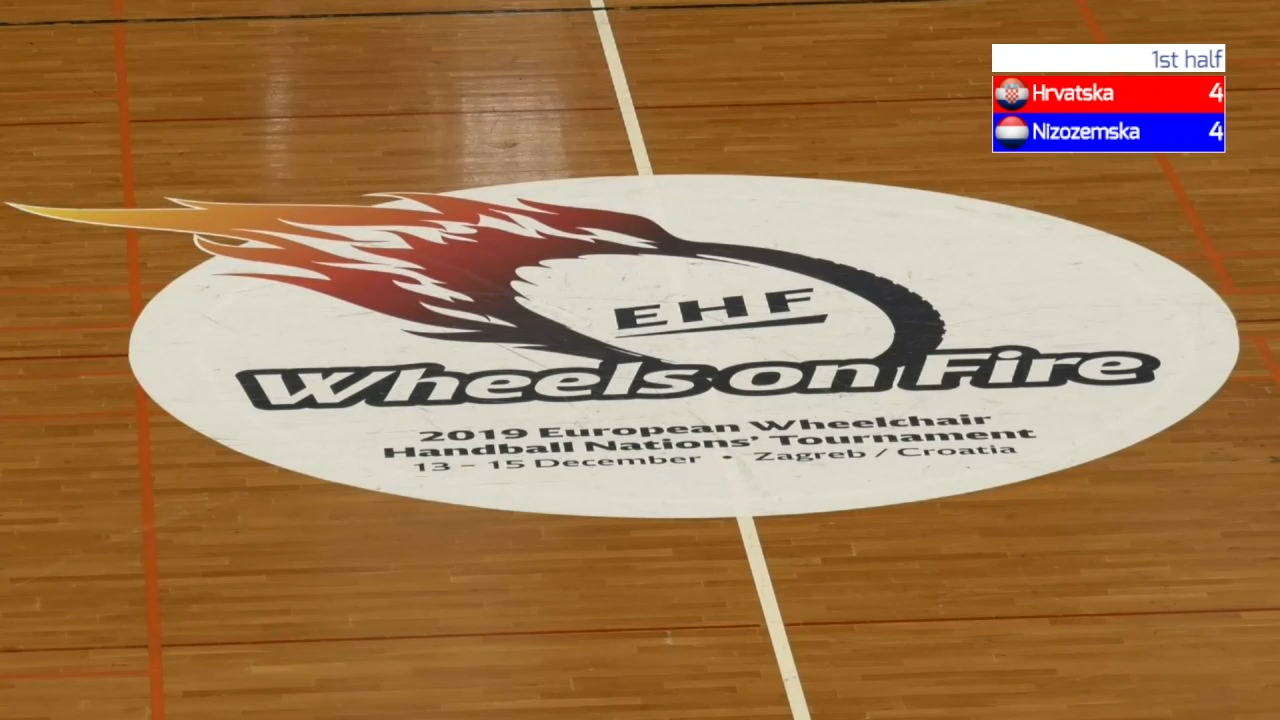 1st half
Hrvatska 4
Nizozemska 4
EHF
Wheels on Fire
2019 European Wheelchair
Handball Nations' Tournament
13 - 15 December • Zagreb / Croatia